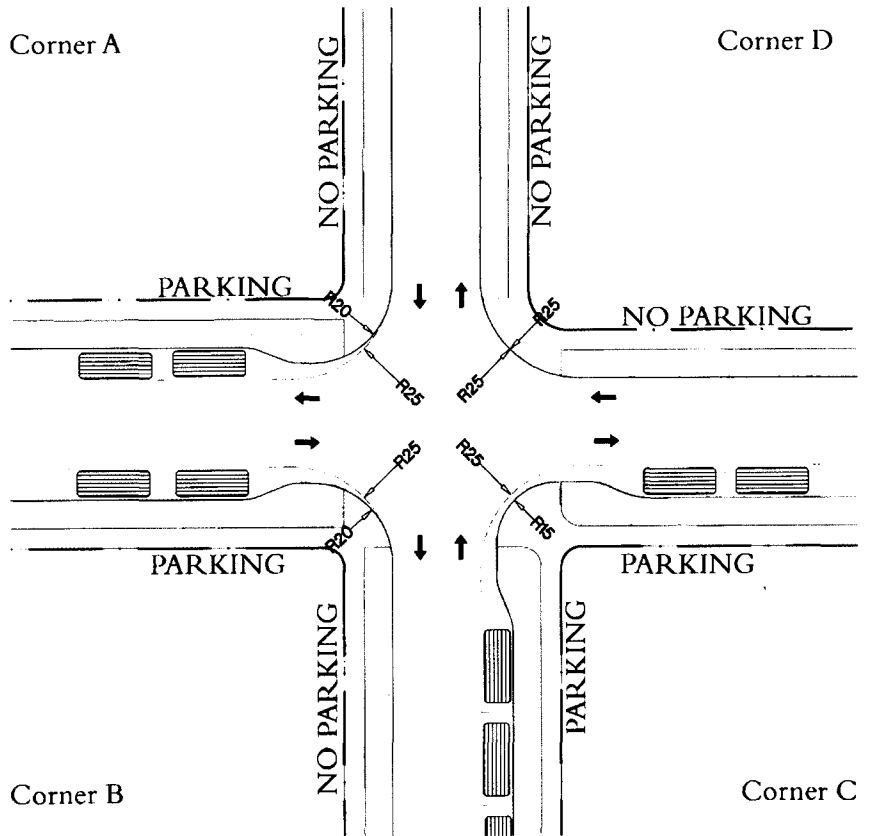 Corner A
Corner D
NO PARKING
NO PARKING
PARKING
R20
R25
NO PARKING
R25
R25
R25
R25
R20
R15
PARKING
PARKING
NO PARKING
PARKING
Corner B
Corner C